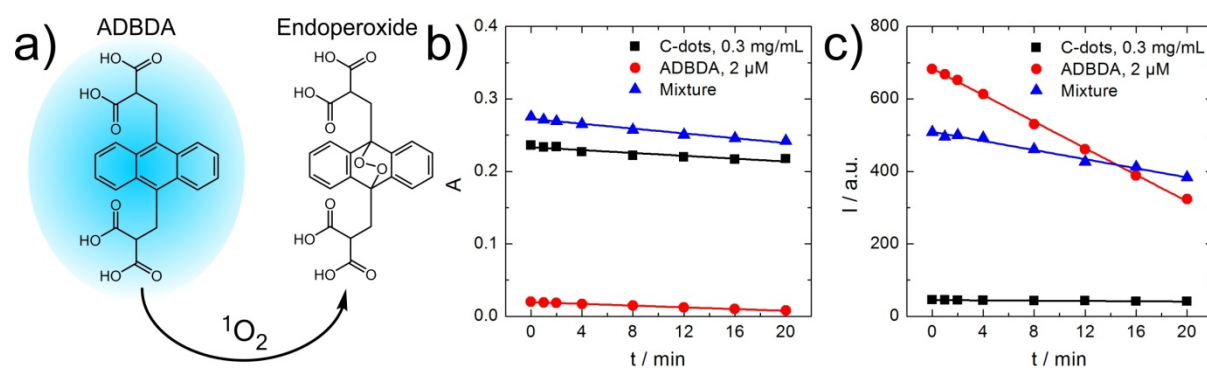 a)
ADBDA
Endoperoxide
HO
O
HO
O
O
O
HO
O
HO
O
HO
O
HO
O
O
O
HO
O
HO
O
¹O₂
b)
0.4
0.3
0.2
0.1
0.0
A
C-dots, 0.3 mg/mL
ADBDA, 2 µM
Mixture
0 4 8 12 16 20
t / min
c)
800
600
400
200
0
I / a.u.
C-dots, 0.3 mg/mL
ADBDA, 2 µM
Mixture
0 4 8 12 16 20
t / min